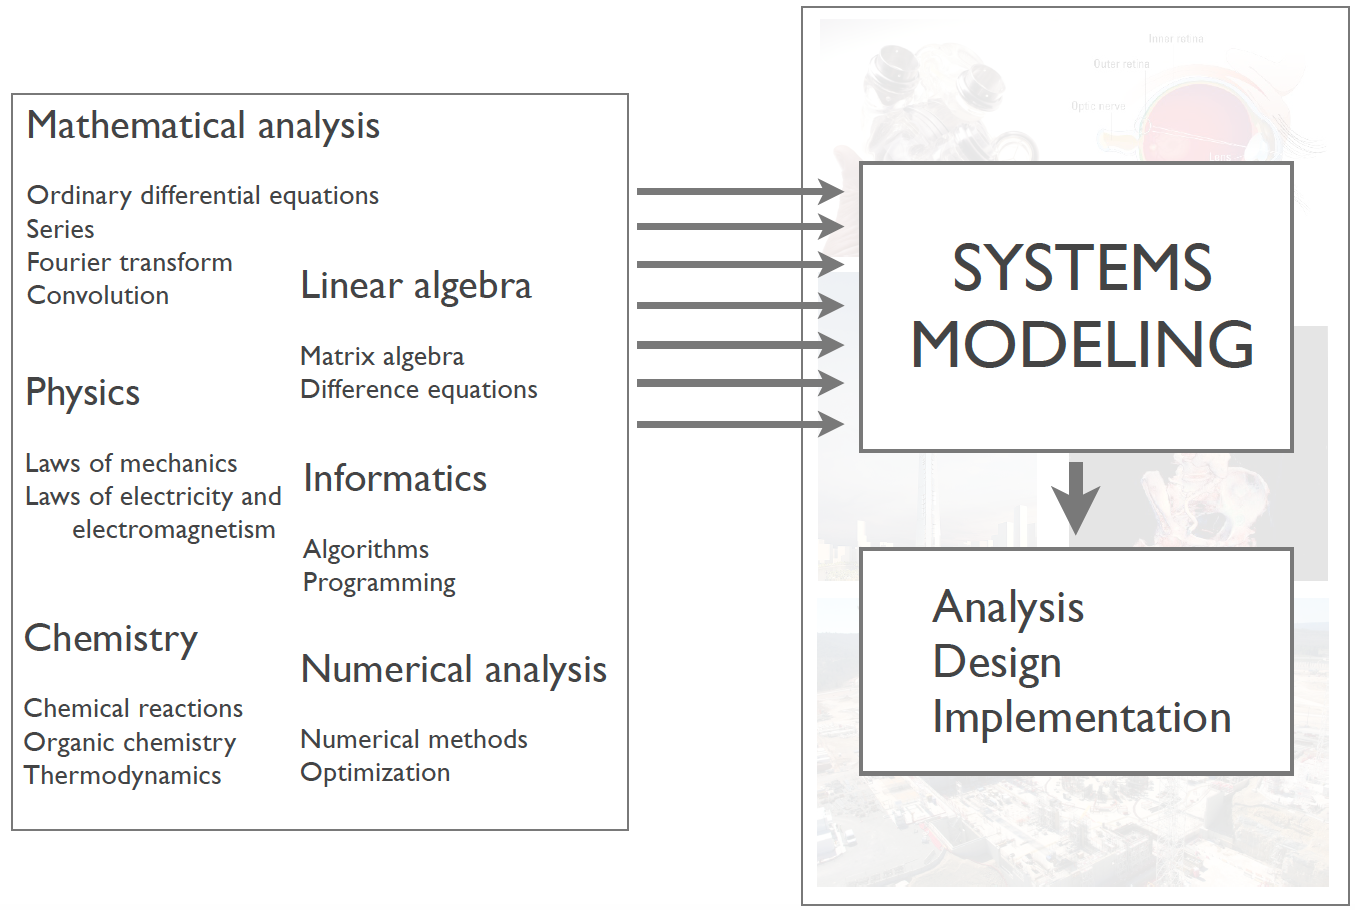 Mathematical analysis
Ordinary differential equations
Series
Fourier transform
Convolution
Linear algebra
Matrix algebra
Difference equations
Physics
Laws of mechanics
Laws of electricity and
electromagnetism
Informatics
Algorithms
Programming
Chemistry
Chemical reactions
Organic chemistry
Thermodynamics
Numerical analysis
Numerical methods
Optimization
Inner retina
Outer retina
Optic nerve
SYSTEMS
MODELING
Analysis
Design
Implementation